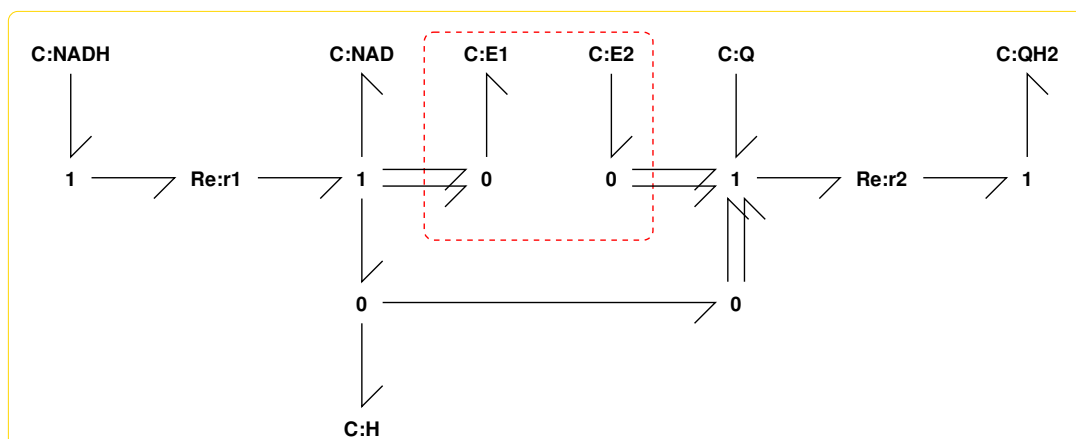 C:NADH C:NAD C:E1 C:E2 C:Q C:QH2
1 Re:r1 1 0 0 1 Re:r2 1
0 0
C:H